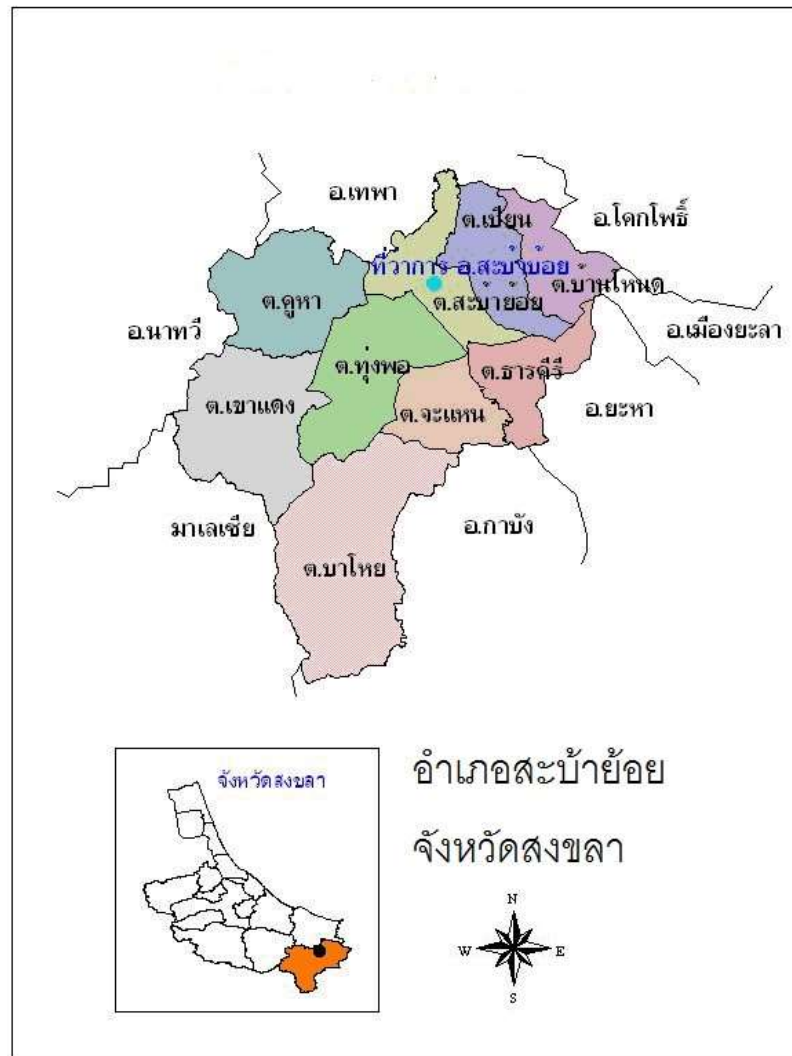 อ.เทพา
ต.เปียน
อ.โคกโพธิ์
ที่ว่าการ อ.สะบ้าย้อย
ต.บ้านโหนด
ต.คูหา
ต.สะบ้าย้อย
อ.นาทวี
อ.เมืองยะลา
ต.ทุ่งพอ
ต.ธารคีรี
ต.เขาแดง
ต.จะแหน
อ.ยะหา
มาเลเซีย
อ.กาบัง
ต.บาโหย
จังหวัดสงขลา
อำเภอสะบ้าย้อย
จังหวัดสงขลา
N
W E
S